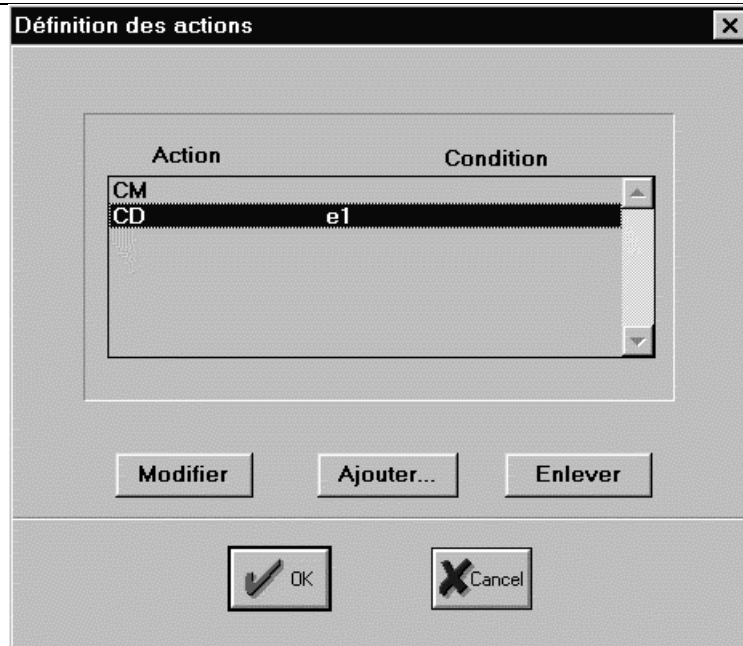 Définition des actions
Action Condition
CM
CD e1
Modifier Ajouter... Enlever
OK Cancel